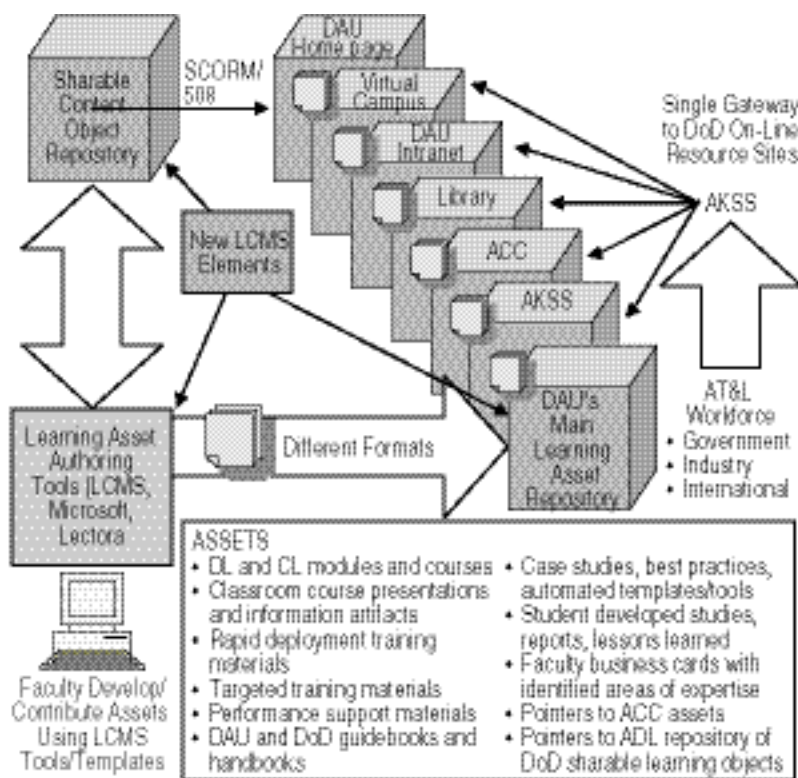 Sharable
Content
Object
Repository
SCORM/
508
DAU
Home page
Virtual
Campus
DAU
Intranet
Library
ACC
AKSS
DAU's
Main
Learning
Asset
Repository
Single Gateway
to DoD On-Line
Resource Sites
AKSS
AT&L
Workforce
• Government
• Industry
• International
New LCMS
Elements
Learning Asset
Authoring
Tools (LCMS,
Microsoft,
Lectora
Different Formats
Faculty Develop/
Contribute Assets
Using LCMS
Tools/Templates
ASSETS
• DL and CL modules and courses
• Classroom course presentations
and information artifacts
• Rapid deployment training
materials
• Targeted training materials
• Performance support materials
• DAU and DoD guidebooks and
handbooks
• Case studies, best practices,
automated templates/tools
• Student developed studies,
reports, lessons learned
• Faculty business cards with
identified areas of expertise
• Pointers to ACC assets
• Pointers to ADL repository of
DoD sharable learning objects